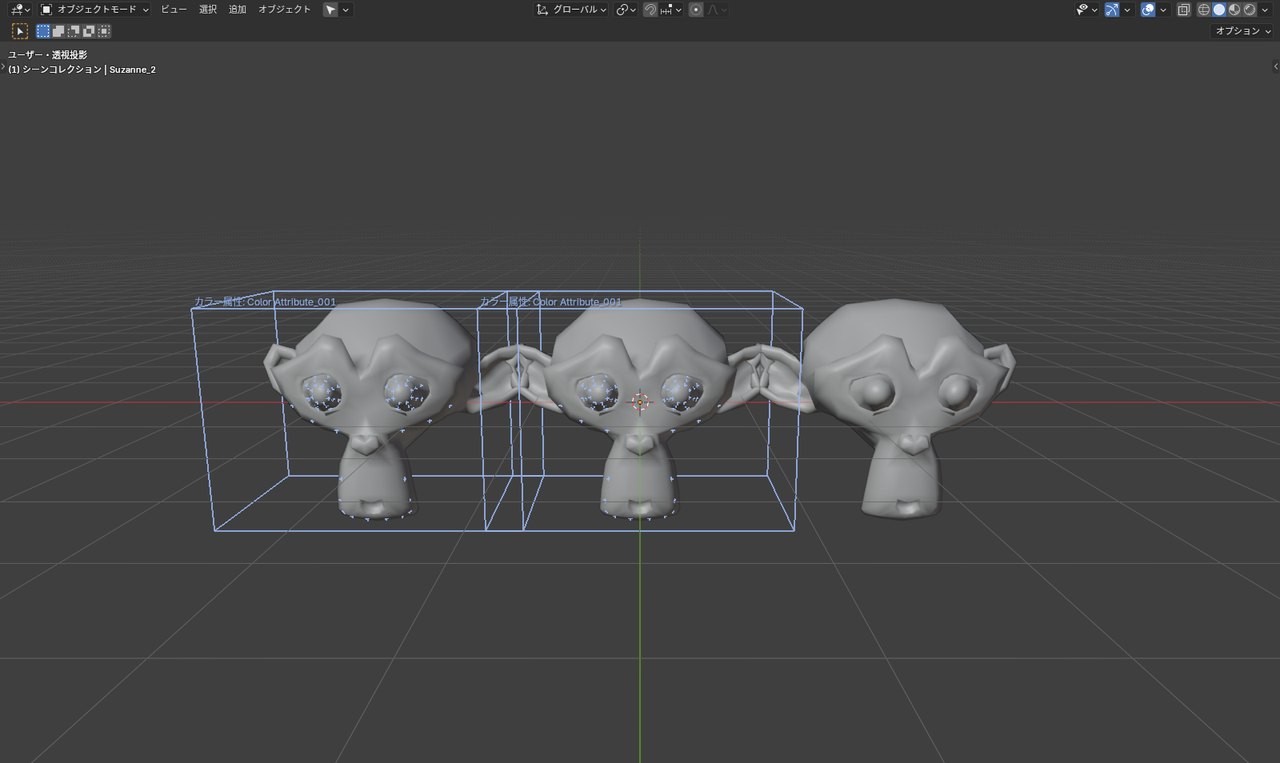 オブジェクトモード ビュー 選択 追加 オブジェクト グローバル
オプション
ユーザー・透視投影
(1) シーンコレクション | Suzanne_2
カラー属性: Color Attribute_001 カラー属性: Color Attribute_001